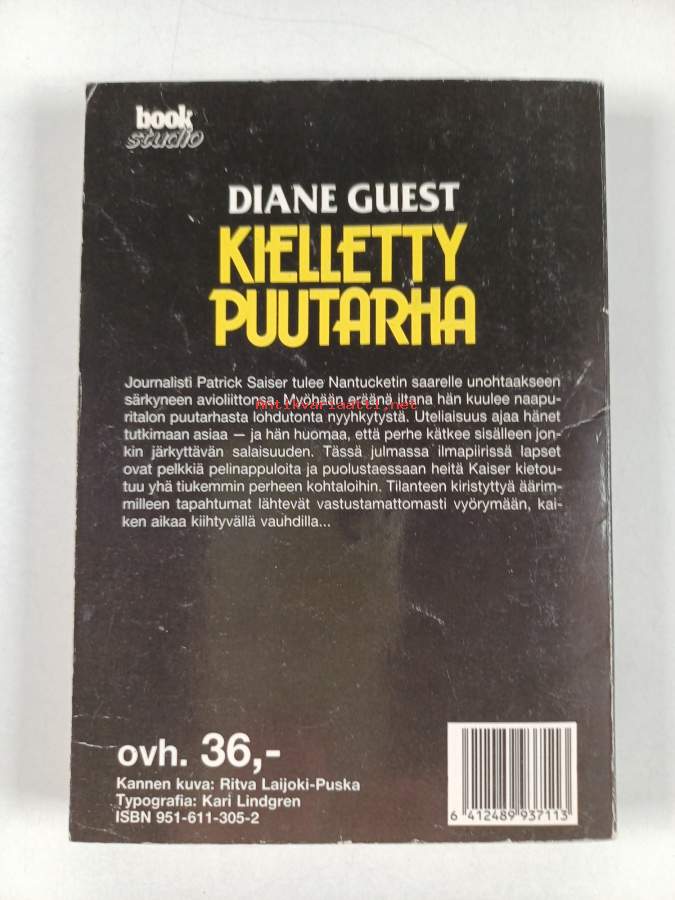 book
studio
DIANE GUEST
KIELLETTY
PUUTARHA
Journalisti Patrick Saiser tulee Nantucketin saarelle unohtaakseen
särkyneen avioliittonsa. Myöhään eräänä iltana hän kuulee naapu-
Antikvariaatti.net
ritalon puutarhasta lohdutonta nyyhkytystä. Uteliaisuus ajaa hänet
tutkimaan asiaa — ja hän huomaa, että perhe kätkee sisälleen jon-
kin järkyttävän salaisuuden. Tässä julmassa ilmapiirissä lapset
ovat pelkkiä pelinappuloita ja puolustaessaan heitä Kaiser kietou-
tuu yhä tiukemmin perheen kohtaloihin. Tilanteen kiristyttyä äärim-
milleen tapahtumat lähtevät vastustamattomasti vyörymään, kai-
ken aikaa kiihtyvällä vauhdilla...
ovh. 36,-
Kannen kuva: Ritva Laijoki-Puska
Typografia: Kari Lindgren
ISBN 951-611-305-2
6 412489 937113